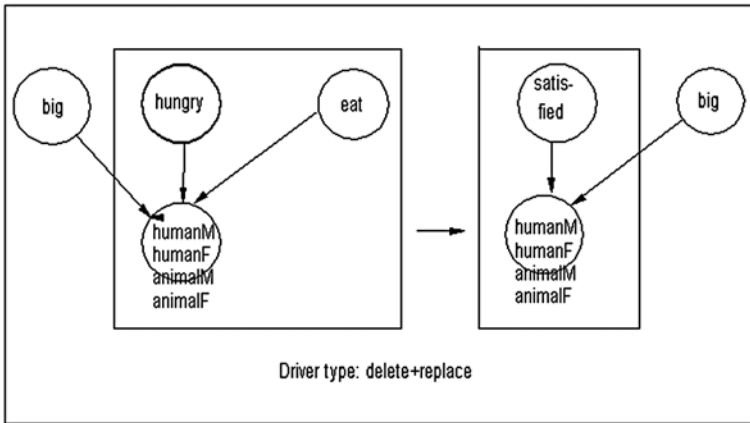 big
hungry
eat
humanM
humanF
animalM
animalF
satis-
fied
big
humanM
humanF
animalM
animalF
Driver type: delete+replace